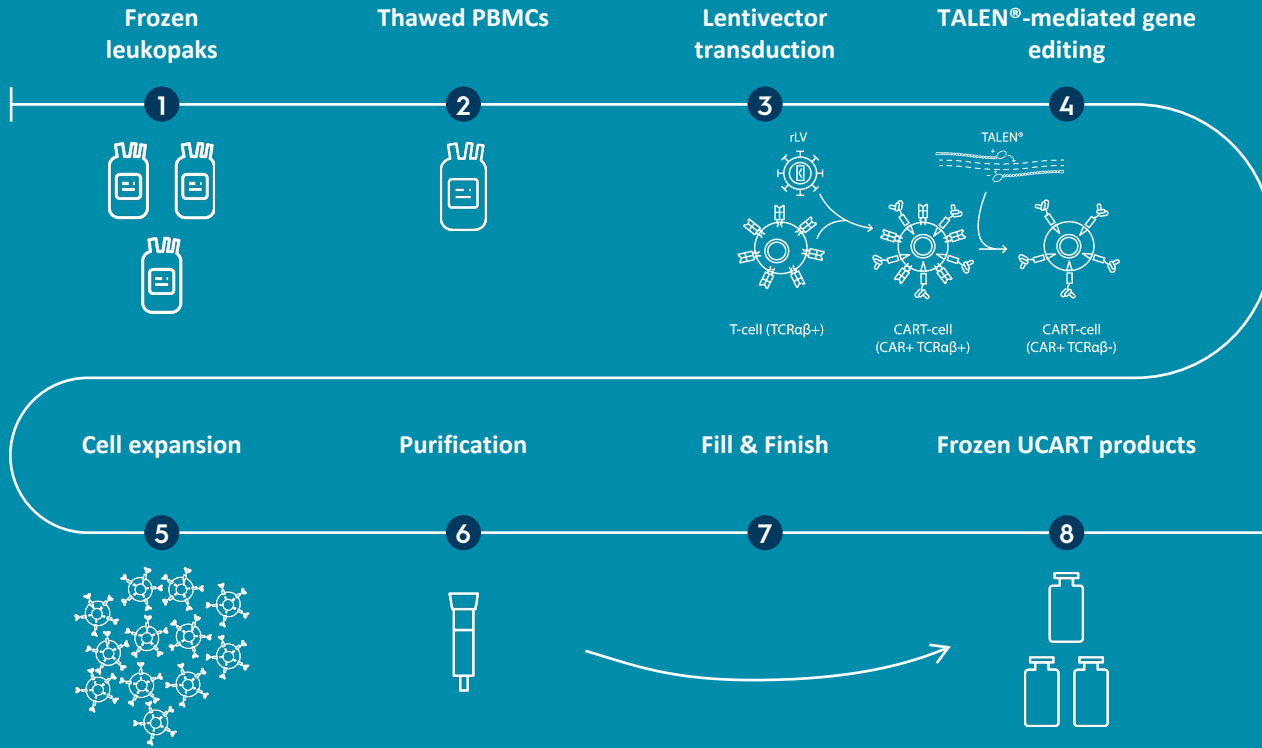 Frozen
leukopaks
Thawed PBMCs
Lentivector
transduction
TALEN®-mediated gene
editing
1
2
3
4
rLV
TALEN®
T-cell (TCRαβ+)
CART-cell
(CAR+ TCRαβ+)
CART-cell
(CAR+ TCRαβ-)
Cell expansion
Purification
Fill & Finish
Frozen UCART products
5
6
7
8